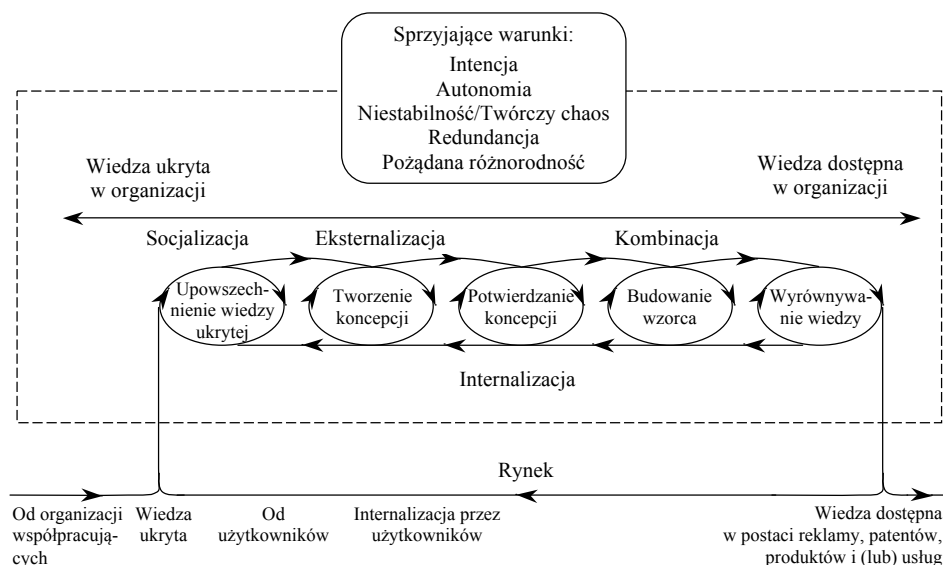 Sprzyjające warunki:
Intencja
Autonomia
Niestabilność/Twórczy chaos
Redundancja
Pożądana różnorodność
Wiedza ukryta
w organizacji
Wiedza dostępna
w organizacji
Socjalizacja
Eksternalizacja
Kombinacja
Upowszech-
nienie wiedzy
ukrytej
Tworzenie
koncepcji
Potwierdzanie
koncepcji
Budowanie
wzorca
Wyrównywa-
nie wiedzy
Internalizacja
Rynek
Od organizacji
współpracują-
cych
Wiedza
ukryta
Od
użytkowników
Internalizacja przez
użytkowników
Wiedza dostępna
w postaci reklamy, patentów,
produktów i (lub) usług